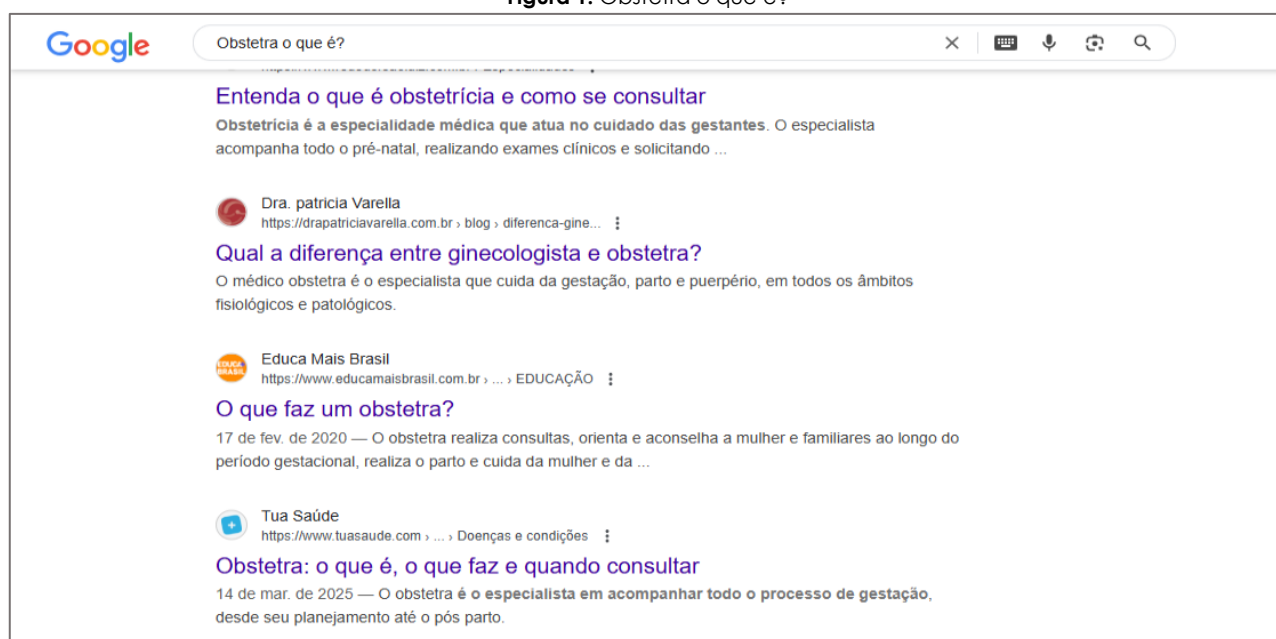 Figura 1. Obstetra o que é?
Google
Obstetra o que é?
Entenda o que é obstetrícia e como se consultar
Obstetrícia é a especialidade médica que atua no cuidado das gestantes. O especialista
acompanha todo o pré-natal, realizando exames clínicos e solicitando ...
Dra. patricia Varella
https://drapatriciavarella.com.br › blog › diferenca-gine...
Qual a diferença entre ginecologista e obstetra?
O médico obstetra é o especialista que cuida da gestação, parto e puerpério, em todos os âmbitos
fisiológicos e patológicos.
EDUCA
BRASIL
Educa Mais Brasil
https://www.educamaisbrasil.com.br › ... › EDUCAÇÃO
O que faz um obstetra?
17 de fev. de 2020 — O obstetra realiza consultas, orienta e aconselha a mulher e familiares ao longo do
período gestacional, realiza o parto e cuida da mulher e da ...
Tua Saúde
https://www.tuasaude.com › ... › Doenças e condições
Obstetra: o que é, o que faz e quando consultar
14 de mar. de 2025 — O obstetra é o especialista em acompanhar todo o processo de gestação,
desde seu planejamento até o pós parto.